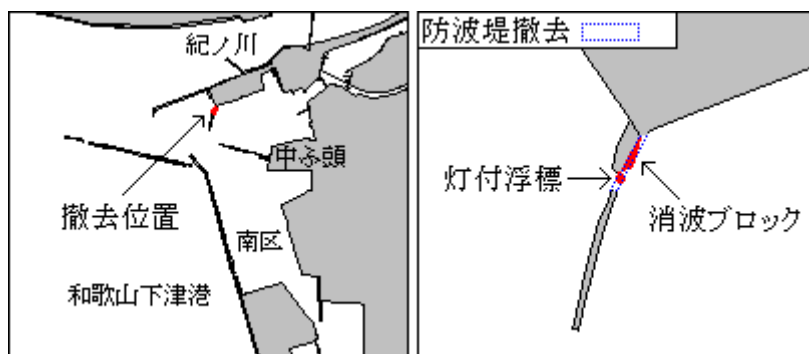 紀ノ川
中ふ頭
撤去位置
南区
和歌山下津港
防波堤撤去
灯付浮標
消波ブロック